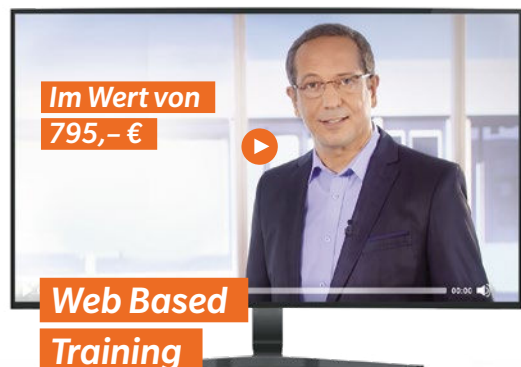 Im Wert von
795,– €
00:00
Web Based
Training